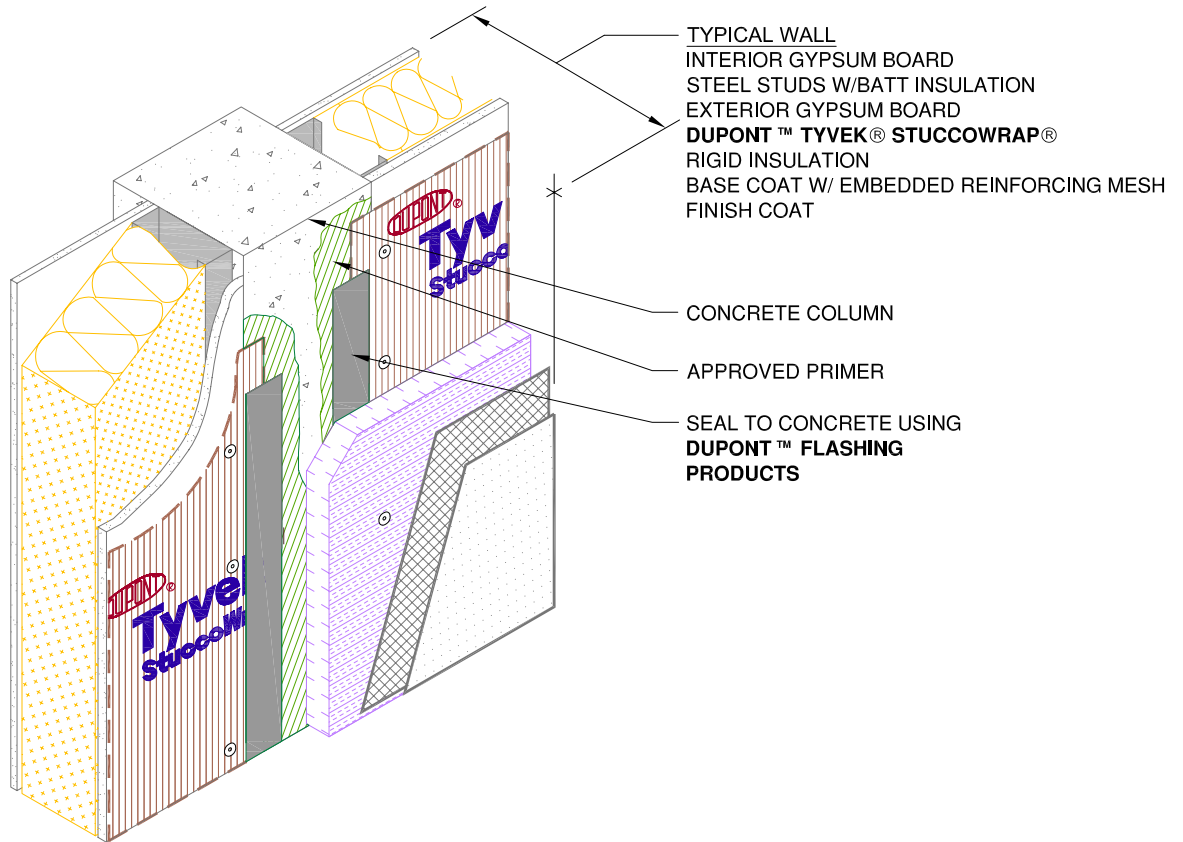 TYPICAL WALL
INTERIOR GYPSUM BOARD
STEEL STUDS W/BATT INSULATION
EXTERIOR GYPSUM BOARD
DUPONT ™ TYVEK® STUCCOWRAP®
RIGID INSULATION
BASE COAT W/ EMBEDDED REINFORCING MESH
FINISH COAT
CONCRETE COLUMN
APPROVED PRIMER
SEAL TO CONCRETE USING
DUPONT ™ FLASHING
PRODUCTS
DUPONT ®
Tyv
Stucco
DUPONT ®
Tyvek
StuccoWr